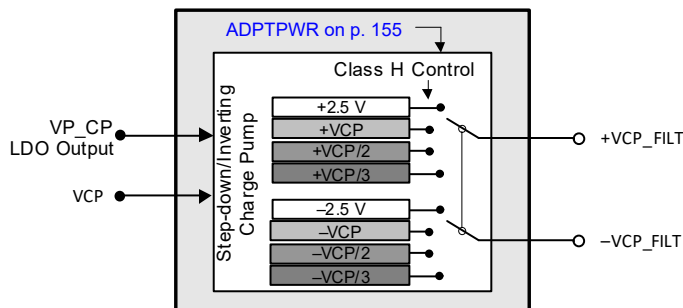 ADPTPWR on p. 155
Class H Control
VP_CP
LDO Output
VCP
Step-down/Inverting
Charge Pump
+2.5 V
+VCP
+VCP/2
+VCP/3
–2.5 V
–VCP
–VCP/2
–VCP/3
+VCP_FILT
–VCP_FILT